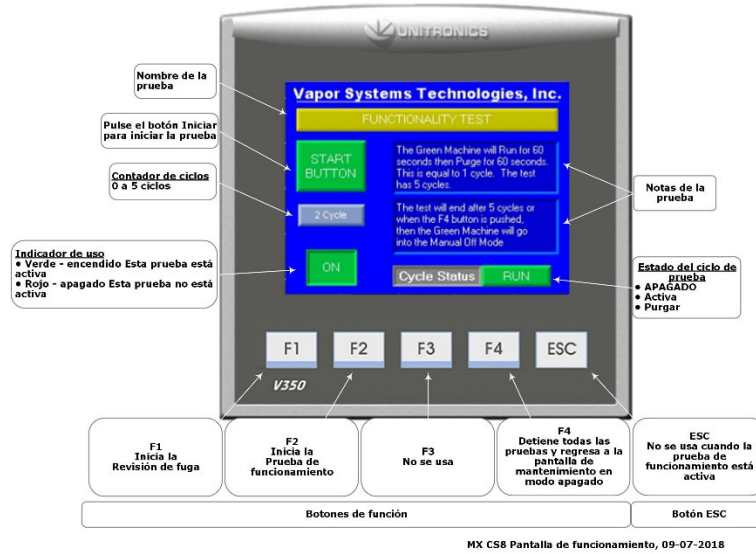 UNITRONICS
Nombre de la
prueba
Pulse el botón Iniciar
para iniciar la prueba
Contador de ciclos
0 a 5 ciclos
Indicador de uso
● Verde - encendido Esta prueba está
activa
● Rojo - apagado Esta prueba no está
activa
Vapor Systems Technologies, Inc.
FUNCTIONALITY TEST
START
BUTTON
The Green Machine will Run for 60
seconds then Purge for 60 seconds.
This is equal to 1 cycle. The test
has 5 cycles.
2 Cycle
The test will end after 5 cycles or
when the F4 button is pushed,
then the Green Machine will go
into the Manual Off Mode
ON
Cycle Status
RUN
Notas de la
prueba
Estado del ciclo de
prueba
● APAGADO
● Activa
● Purgar
F1
F2
F3
F4
ESC
V350
F1
Inicia la
Revisión de fuga
F2
Inicia la
Prueba de
funcionamiento
F3
No se usa
F4
Detiene todas las
pruebas y regresa a la
pantalla de
mantenimiento en
modo apagado
ESC
No se usa cuando la
prueba de
funcionamiento está
activa
Botones de función
Botón ESC
MX CS8 Pantalla de funcionamiento, 09-07-2018